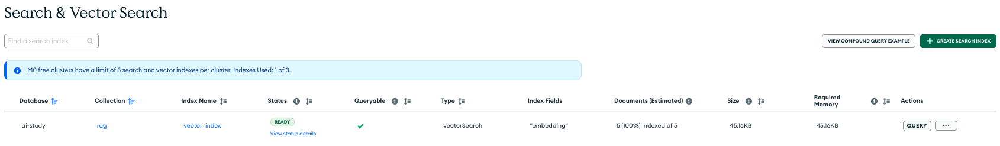 Search & Vector Search
Find a search index
VIEW COMPOUND QUERY EXAMPLE
CREATE SEARCH INDEX
M0 free clusters have a limit of 3 search and vector indexes per cluster. Indexes Used: 1 of 3.
Database Collection Index Name Status Queryable Type Index Fields Documents (Estimated) Size Required Memory Actions
ai-study rag vector_index READY vectorSearch "embedding" 5 (100%) indexed of 5 45.16KB 45.16KB QUERY
View status details